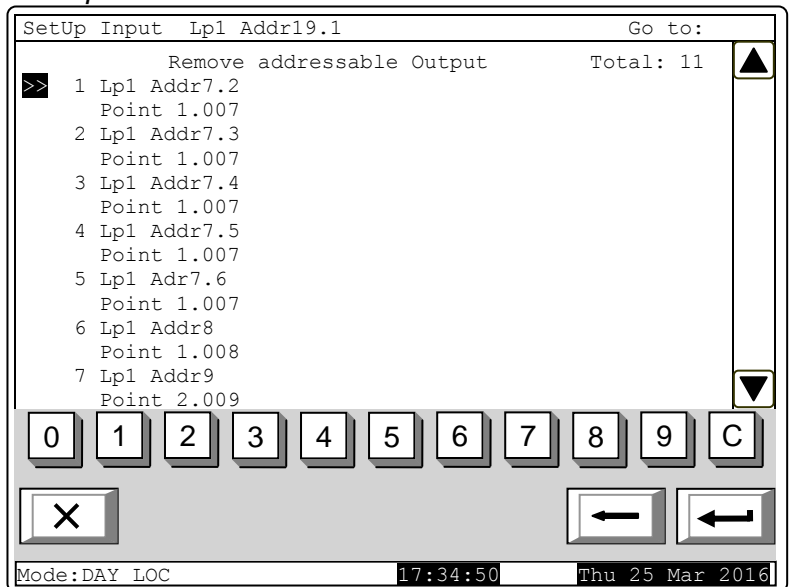 SetUp Input Lp1 Addr19.1 Go to:
Remove addressable Output Total: 11
>> 1 Lp1 Addr7.2
Point 1.007
2 Lp1 Addr7.3
Point 1.007
3 Lp1 Addr7.4
Point 1.007
4 Lp1 Addr7.5
Point 1.007
5 Lp1 Adr7.6
Point 1.007
6 Lp1 Addr8
Point 1.008
7 Lp1 Addr9
Point 2.009
0 1 2 3 4 5 6 7 8 9 C
Mode:DAY LOC 17:34:50 Thu 25 Mar 2016